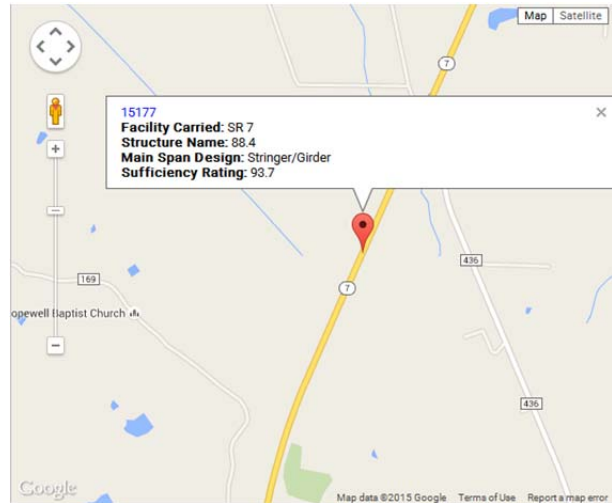 Map Satellite
7
15177
Facility Carried: SR 7
Structure Name: 88.4
Main Span Design: Stringer/Girder
Sufficiency Rating: 93.7
436
169
7
opewell Baptist Church
436
Google
Map data ©2015 Google Terms of Use Report a map error